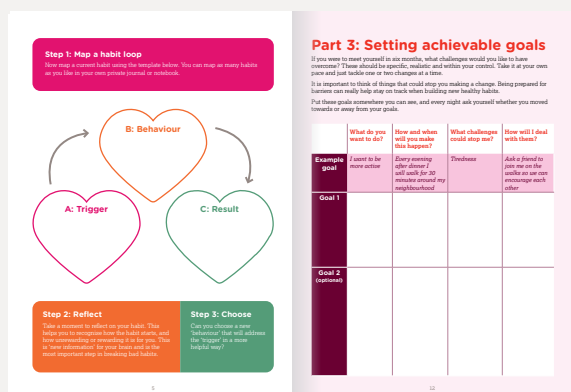 Step 1: Map a habit loop
Now map a current habit using the template below. You can map as many habits
as you like in your own private journal or notebook.
B: Behaviour
A: Trigger
C: Result
Step 2: Reflect
Take a moment to reflect on your habit. This
helps you to recognise how the habit starts, and
how unrewarding or rewarding it is for you. This
is 'new information' for your brain and is the
most important step in breaking bad habits.
Step 3: Choose
Can you choose a new
'behaviour' that will address
the 'trigger' in a more
helpful way?
Part 3: Setting achievable goals
If you were to meet yourself in six months, what challenges would you like to have
overcome? These should be specific, realistic and within your control. Take it at your own
pace and just tackle one or two changes at a time.
It is important to think of things that could stop you making a change. Being prepared for
barriers can really help stay on track when building new healthy habits.
Put these goals somewhere you can see, and every night ask yourself whether you moved
towards or away from your goals.
What do you
want to do?
How and when
will you make
this happen?
What challenges
could stop me?
How will I deal
with them?
Example
goal
I want to be
more active
Every evening
after dinner I
will walk for 30
minutes around my
neighbourhood
Tiredness
Ask a friend to
join me on the
walks so we can
encourage each
other
Goal 1
Goal 2
(optional)
12